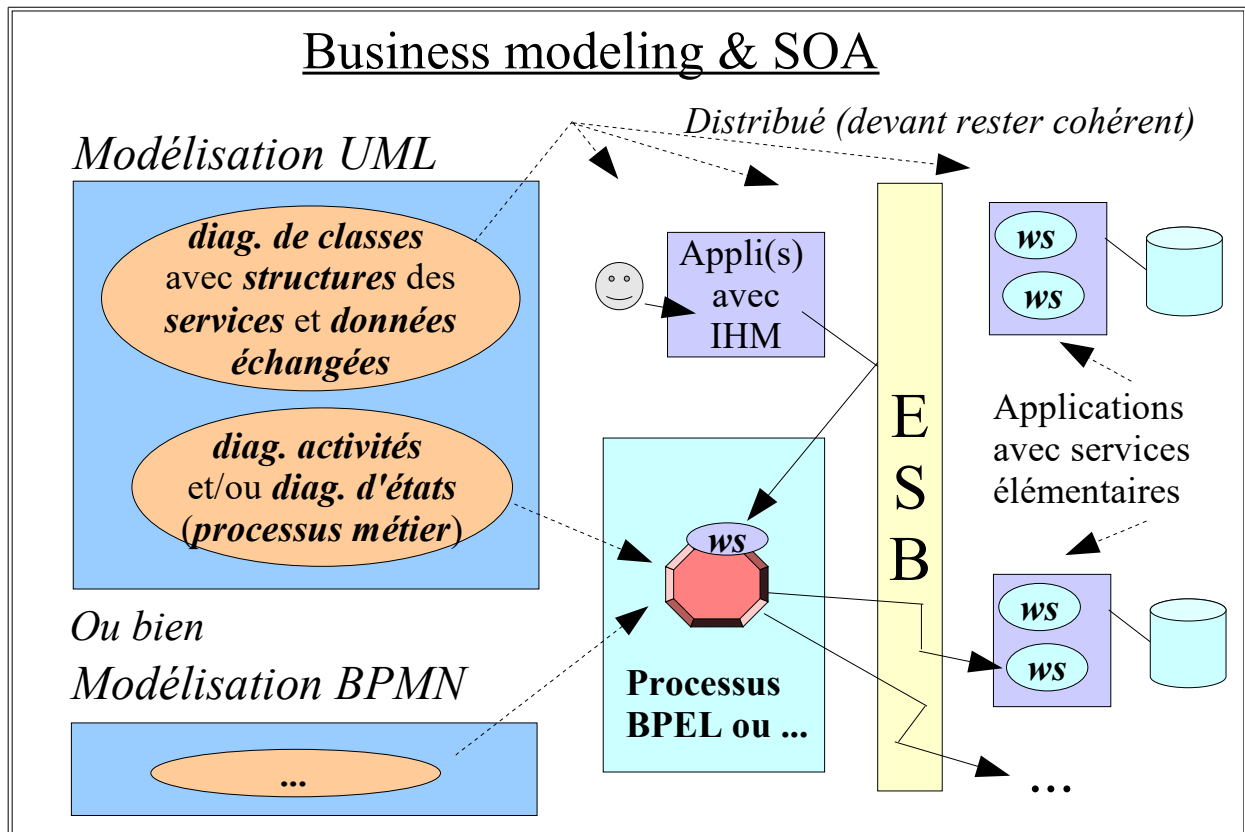 Business modeling & SOA
Distribué (devant rester cohérent)
Modélisation UML
diag. de classes
avec structures des
services et données
échangées
diag. activités
et/ou diag. d'états
(processus métier)
Ou bien
Modélisation BPMN
...
Appli(s)
avec
IHM
ws
Processus
BPEL ou ...
E
S
B
ws
ws
Applications
avec services
élémentaires
ws
ws
...